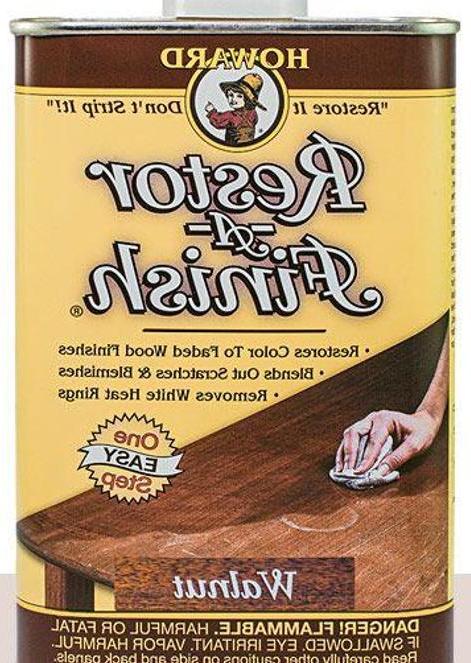 HOWARD
"Restore It Don't Strip It!"
Restor
-A-
Finish®
• Restores Color To Faded Wood Finishes
• Blends Out Scratches & Blemishes
• Removes White Heat Rings
One
EASY
Step
Walnut
DANGER! FLAMMABLE. HARMFUL OR FATAL
IF SWALLOWED. EYE IRRITANT. VAPOR HARMFUL.
Read carefully other cautions on side and back panels.